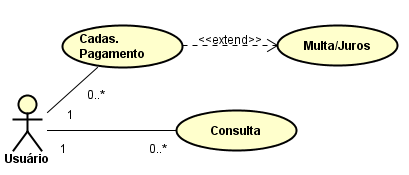 Cadas.
Pagamento
<<extend>>
Multa/Juros
0..*
1
Usuário
1
0..*
Consulta